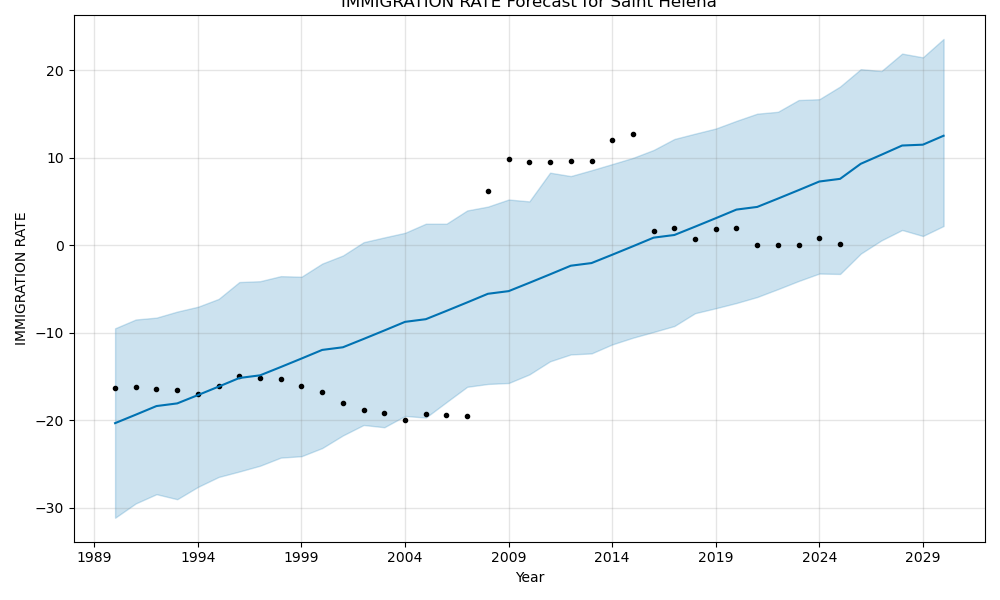 IMMIGRATION RATE Forecast for Saint Helena
20
10
0
−10
−20
−30
IMMIGRATION RATE
1989 1994 1999 2004 2009 2014 2019 2024 2029
Year